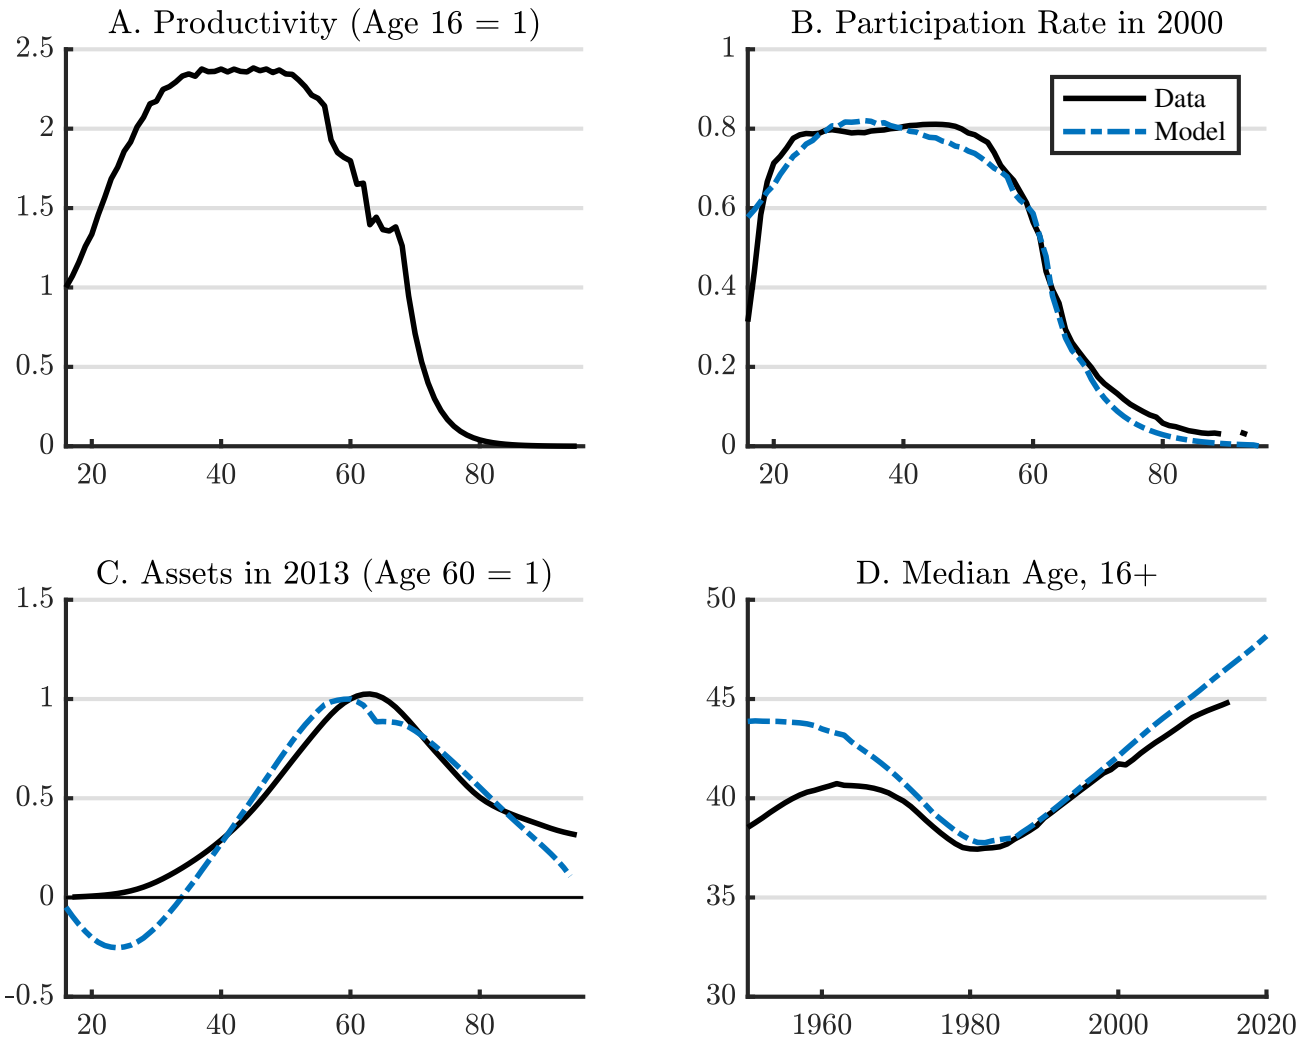 A. Productivity (Age 16 = 1)
2.5
2
1.5
1
0.5
0
20 40 60 80
B. Participation Rate in 2000
1
0.8
0.6
0.4
0.2
0
Data
Model
20 40 60 80
C. Assets in 2013 (Age 60 = 1)
1.5
1
0.5
0
-0.5
20 40 60 80
D. Median Age, 16+
50
45
40
35
30
1960 1980 2000 2020